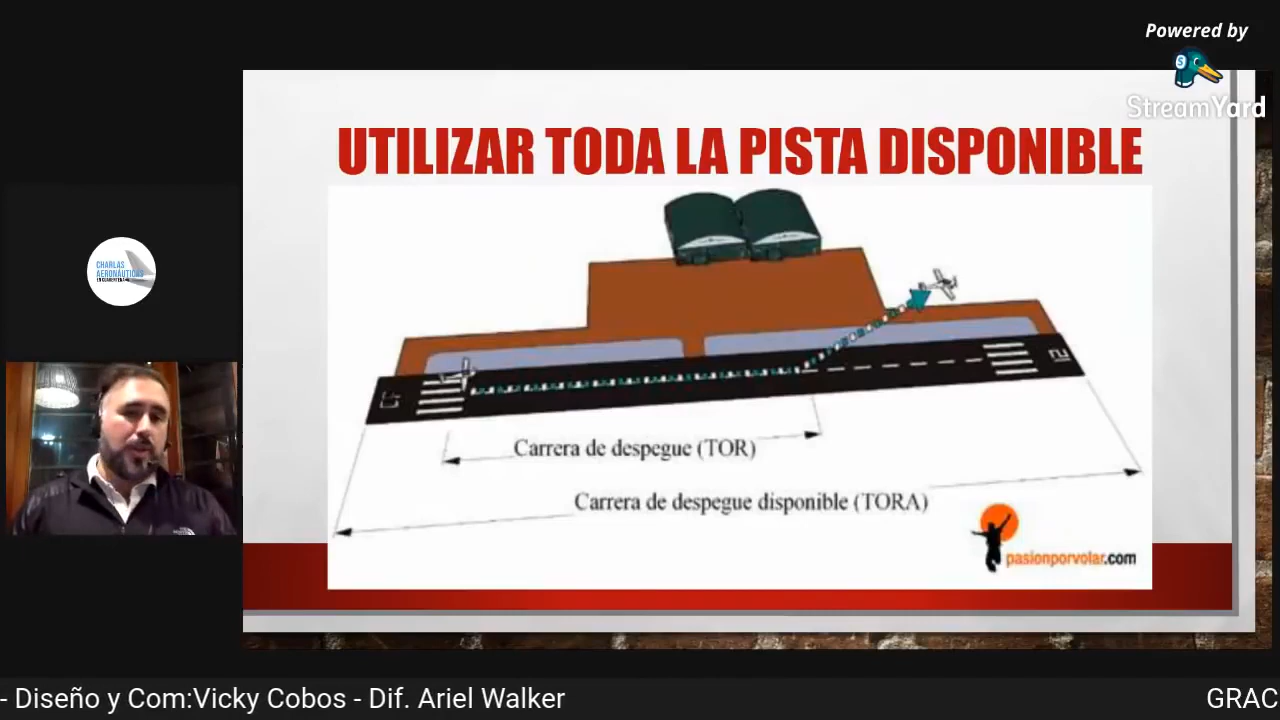 Powered by
StreamYard
UTILIZAR TODA LA PISTA DISPONIBLE
CHARLAS
AERONÁUTICAS
Carrera de despegue (TOR)
Carrera de despegue disponible (TORA)
pasionporvolar.com
- Diseño y Com:Vicky Cobos - Dif. Ariel Walker
GRAC